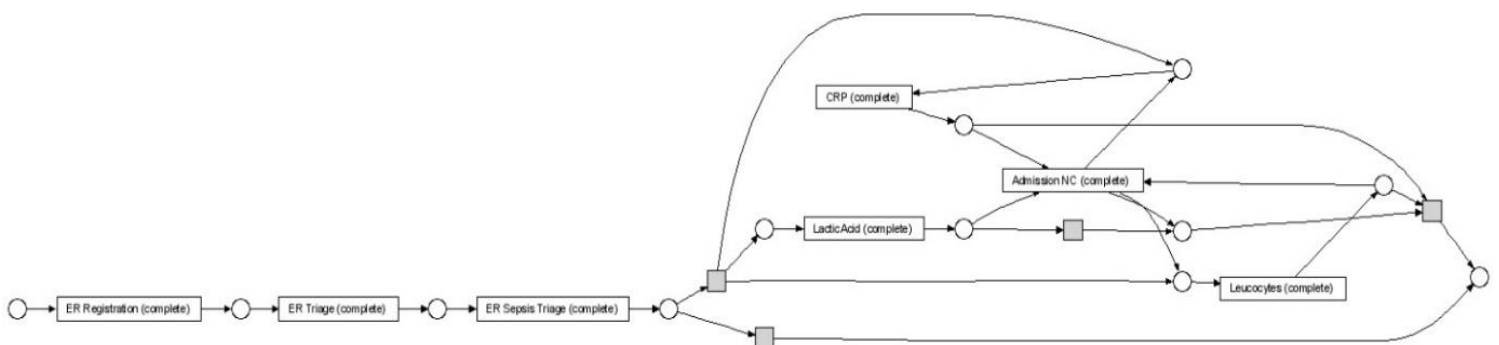 CRP (complete)
Admission NC (complete)
LacticAcid (complete)
Leucocytes (complete)
ER Registration (complete)
ER Triage (complete)
ER Sepsis Triage (complete)